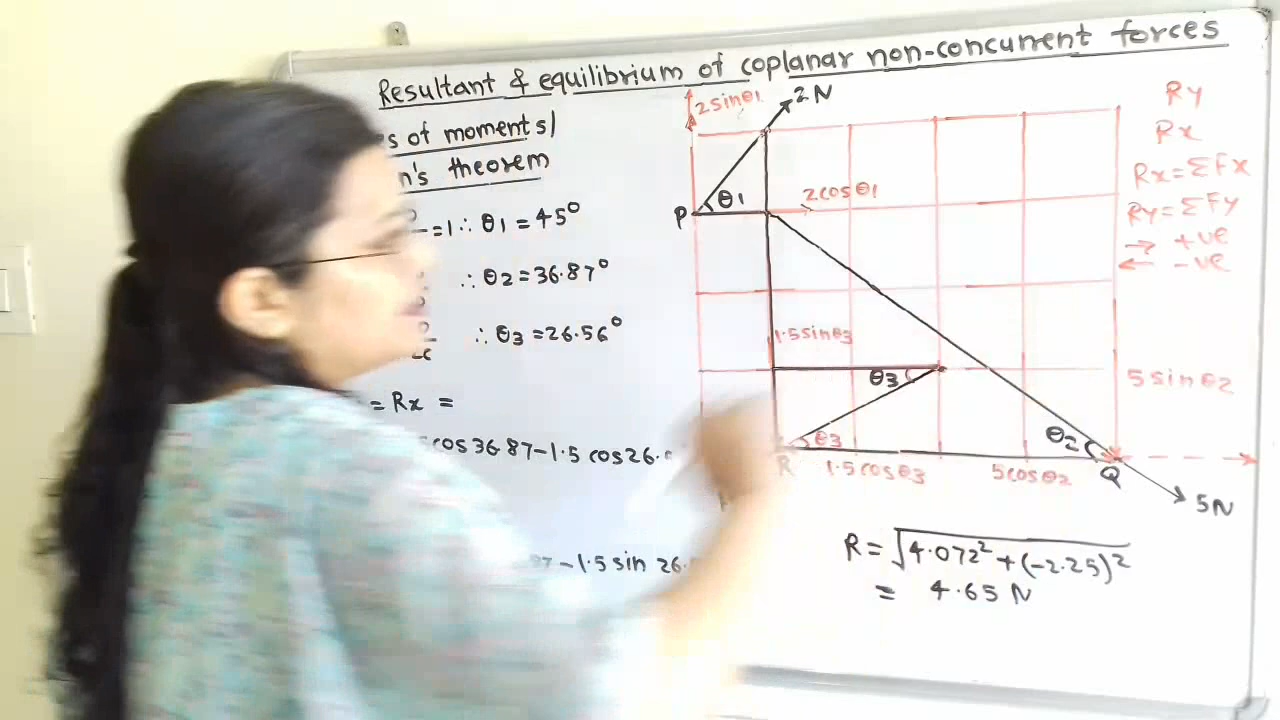 Resultant & equilibrium of coplanar non-concurrent forces
of moments)
theorem
=1 ∴ θ1 = 45°
∴ θ2 = 36.87°
∴ θ3 = 26.56°
= Rx =
cos 36.87 - 1.5 cos 26.
- 1.5 sin 26.
2sinθ1
2N
P
θ1
2cosθ1
1.5sinθ3
θ3
θ3
R
1.5cosθ3
5cosθ2
θ2
Q
5sinθ2
5N
Ry
Rx
Rx = ΣFx
Ry = ΣFy
→ +ve
← -ve
R = √4.072² + (-2.25)²
= 4.65 N